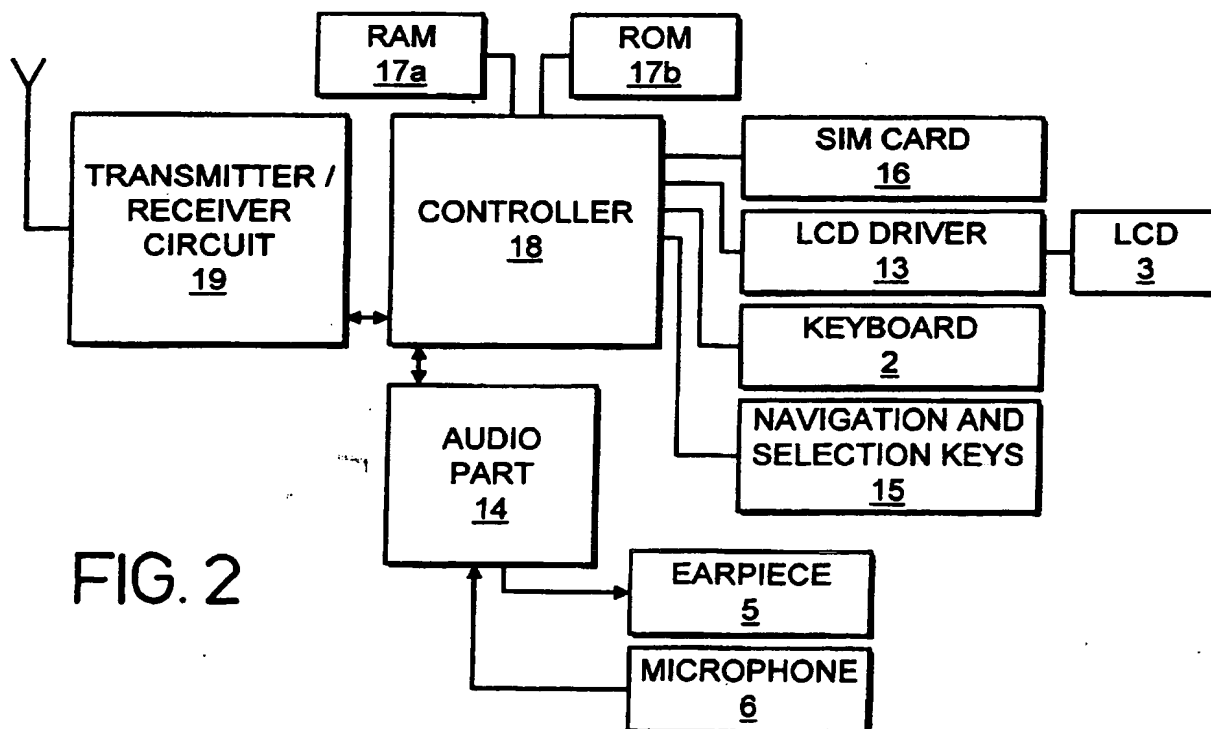 RAM
17a
ROM
17b
TRANSMITTER /
RECEIVER
CIRCUIT
19
CONTROLLER
18
SIM CARD
16
LCD DRIVER
13
LCD
3
KEYBOARD
2
NAVIGATION AND
SELECTION KEYS
15
AUDIO
PART
14
EARPIECE
5
MICROPHONE
6
FIG. 2